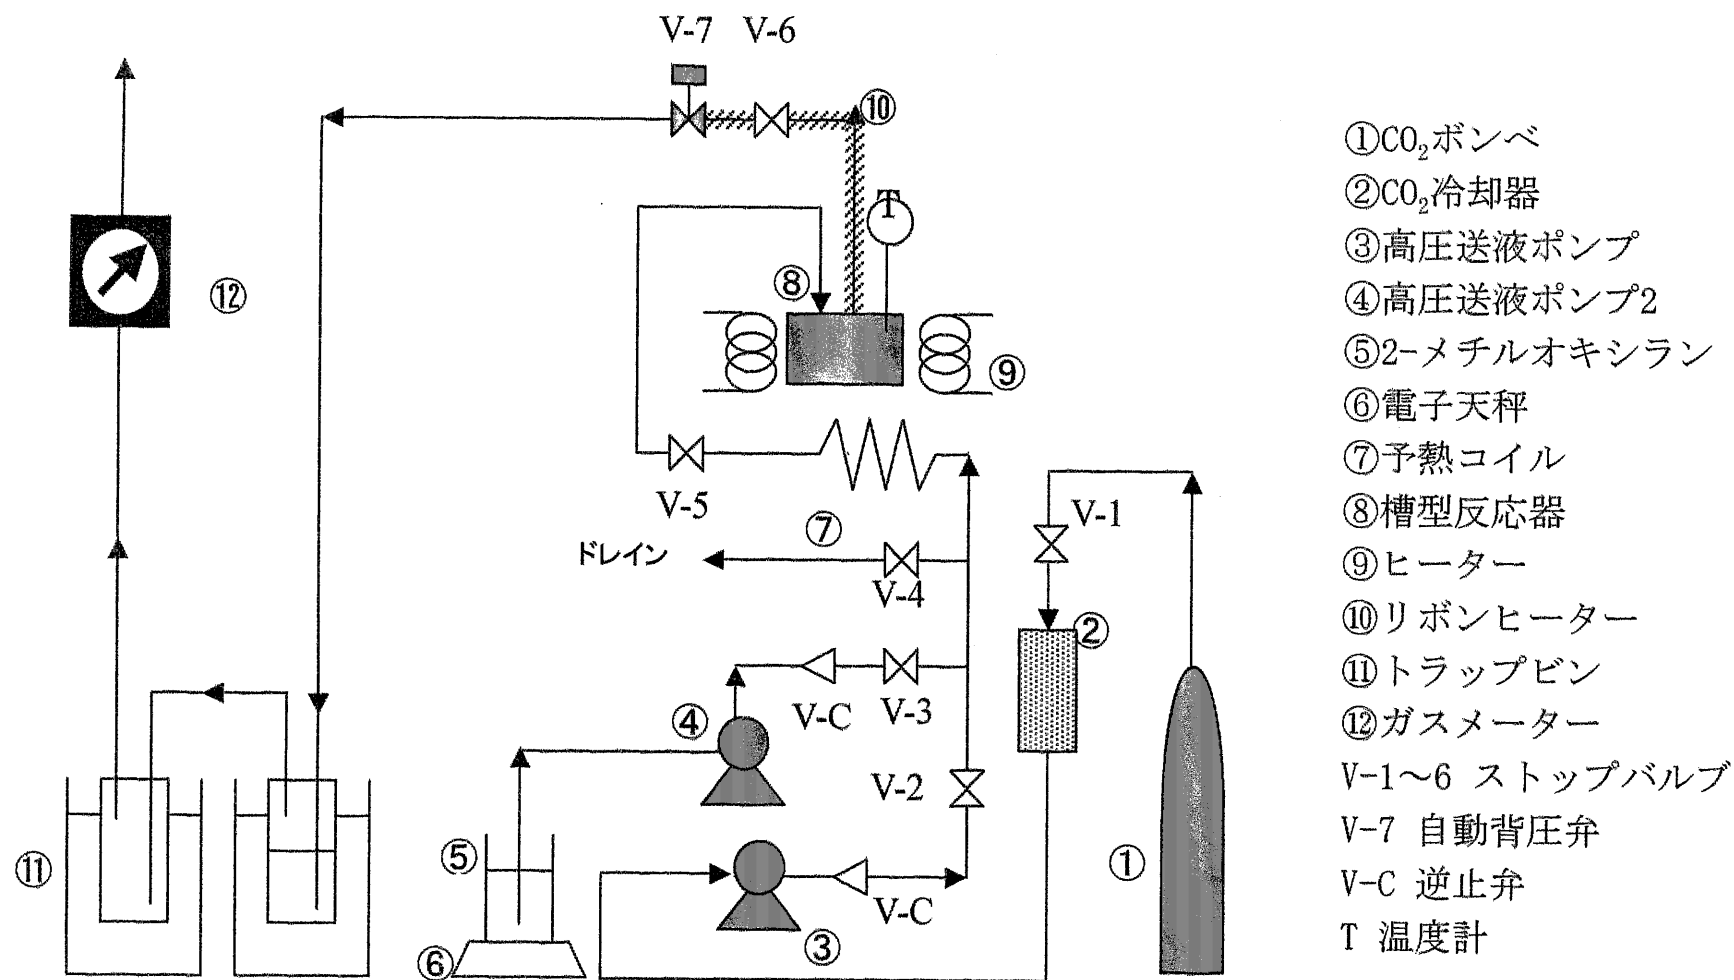 V-7 V-6
⑩
T
⑫
⑧
⑨
V-5
V-1
ドレイン
⑦
V-4
②
④
V-C
V-3
V-2
⑤
⑪
①
V-C
⑥
③
①CO₂ボンベ
②CO₂冷却器
③高圧送液ポンプ
④高圧送液ポンプ2
⑤2-メチルオキシラン
⑥電子天秤
⑦予熱コイル
⑧槽型反応器
⑨ヒーター
⑩リボンヒーター
⑪トラップビン
⑫ガスメーター
V-1～6 ストップバルブ
V-7 自動背圧弁
V-C 逆止弁
T 温度計